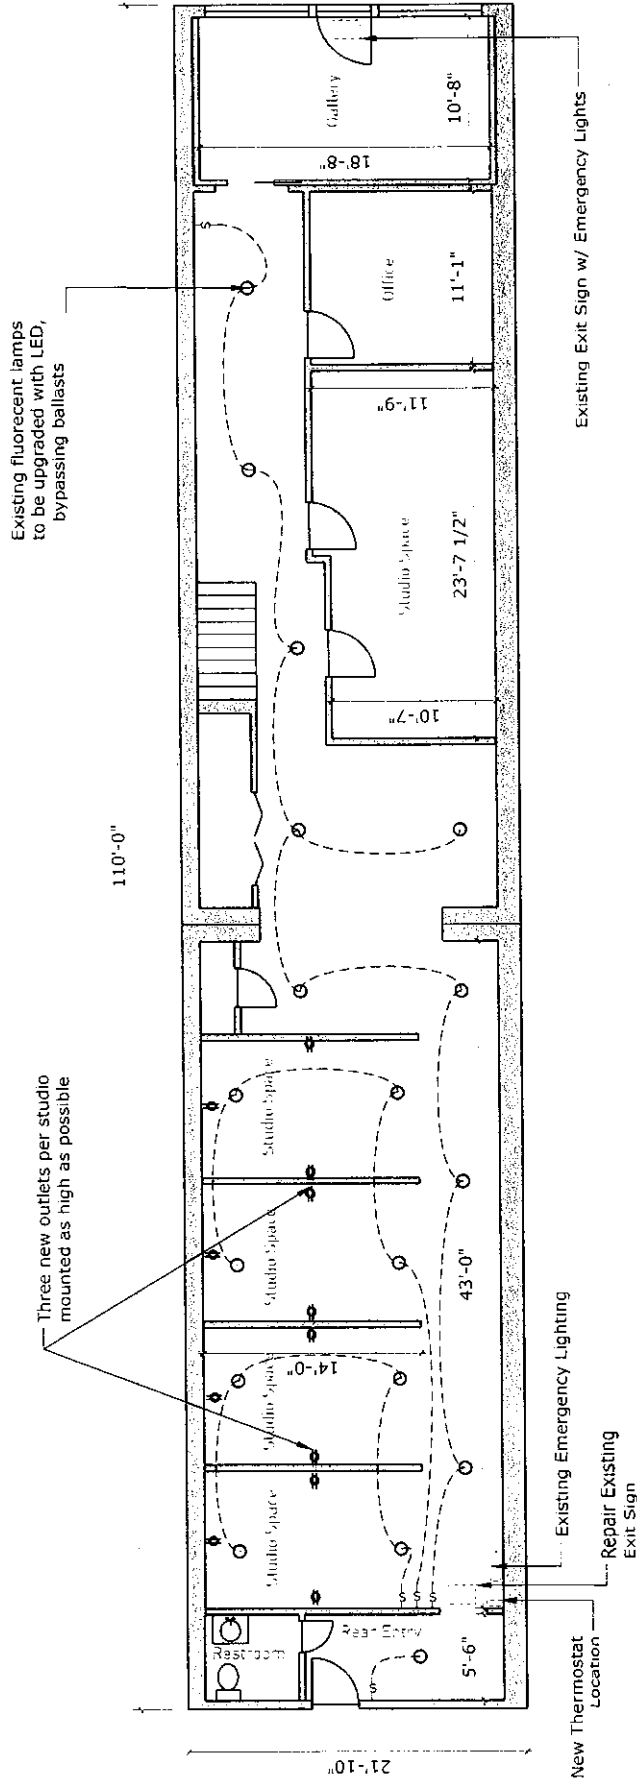 Existing fluorecent lamps
to be upgraded with LED,
bypassing ballasts
Three new outlets per studio
mounted as high as possible
110'-0"
Gallery
18'-8"
10'-8"
S
Office
11'-1"
11'-9"
Studio Space
23'-7 1/2"
10'-7"
Studio Space
Studio Space
Studio Space
Studio Space
14'-0"
43'-0"
S
S
S
Restroom
Rear Entry
S
5'-6"
21'-10"
New Thermostat
Location
Repair Existing
Exit Sign
Existing Emergency Lighting
Existing Exit Sign w/ Emergency Lights